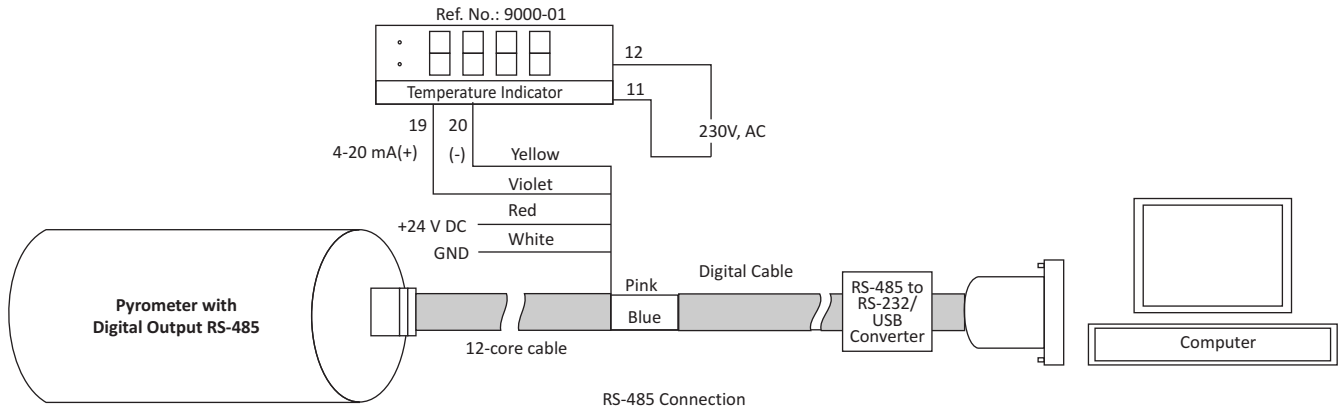 Ref. No.: 9000-01
12
Temperature Indicator
11
230V, AC
19
20
4-20 mA(+)
(-)
Yellow
Violet
Red
+24 V DC
White
GND
Pyrometer with
Digital Output RS-485
12-core cable
Pink
Blue
Digital Cable
RS-485 to
RS-232/
USB
Converter
Computer
RS-485 Connection